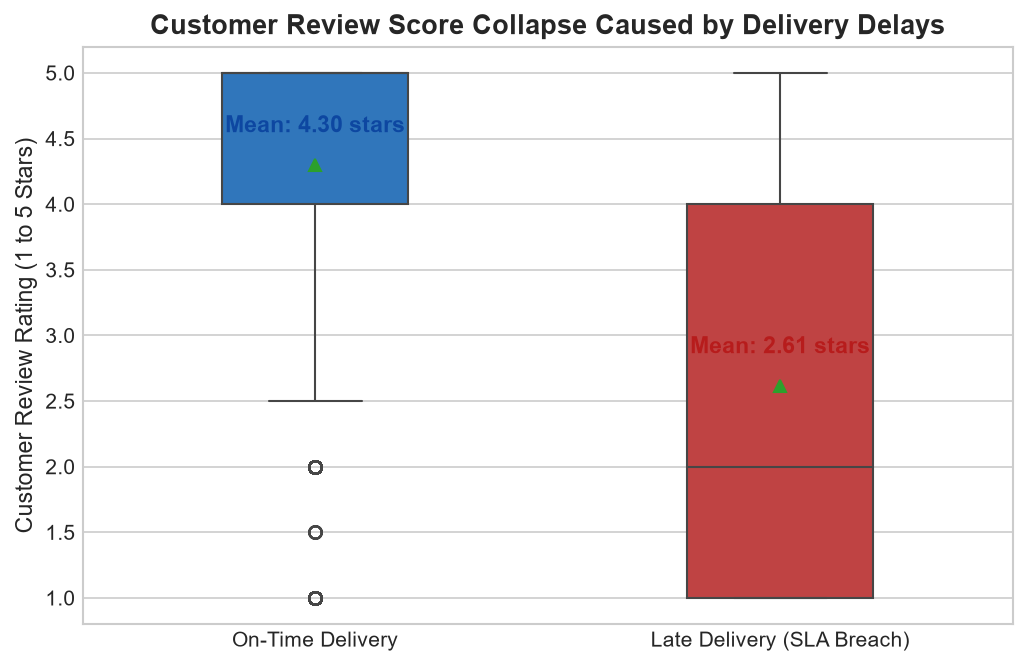 Customer Review Score Collapse Caused by Delivery Delays
Customer Review Rating (1 to 5 Stars)
5.0
4.5
4.0
3.5
3.0
2.5
2.0
1.5
1.0
Mean: 4.30 stars
Mean: 2.61 stars
On-Time Delivery
Late Delivery (SLA Breach)